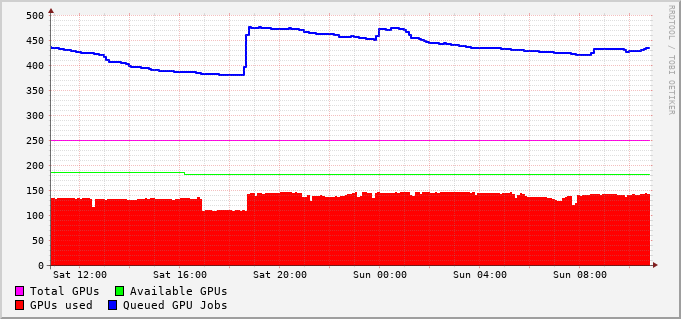 500
450
400
350
300
250
200
150
100
50
0
Sat 12:00 Sat 16:00 Sat 20:00 Sun 00:00 Sun 04:00 Sun 08:00
Total GPUs Available GPUs
GPUs used Queued GPU Jobs
RRDTOOL / TOBI OETIKER